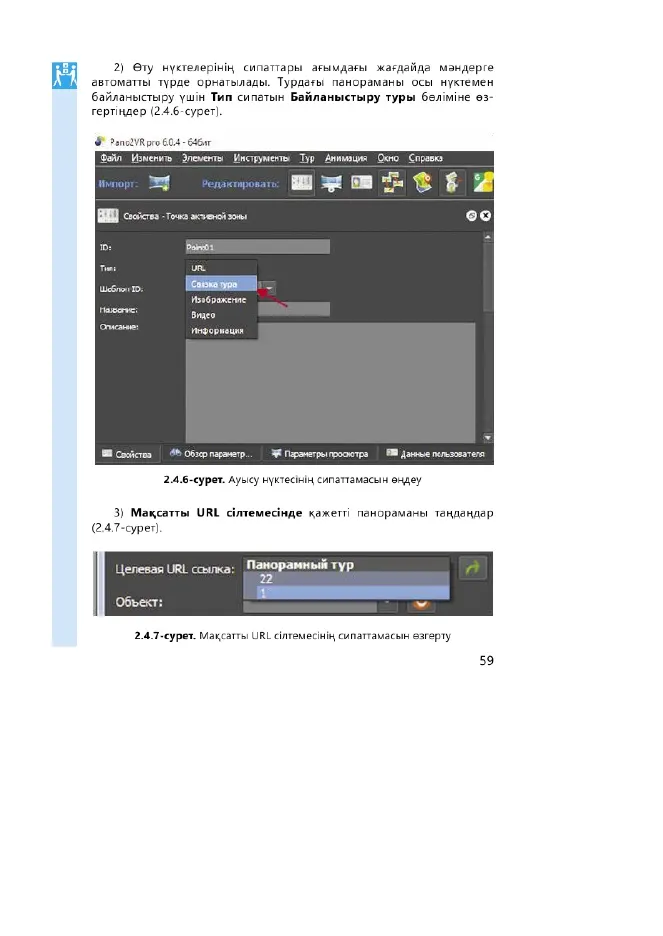 2) Өту нүктелерінің сипаттары ағымдағы жағдайда мәндерге
автоматты түрде орнатылады. Турдағы панораманы осы нүктемен
байланыстыру үшін Тип сипатын Байланыстыру туры бөліміне өз-
гертіңдер (2.4.6-сурет).
Pano2VR pro 6.0.4 - 64бит
Файл Изменить Элементы Инструменты Тур Анимация Окно Справка
Импорт: Редактировать:
Свойства - Точка активной зоны
ID: Point01
Тип: URL
Связка тура
Шаблон ID:
Изображение
Название:
Видео
Описание:
Информация
Свойства Обзор параметр... Параметры просмотра Данные пользователя
2.4.6-сурет. Ауысу нүктесінің сипаттамасын өңдеу
3) Мақсатты URL сілтемесінде қажетті панораманы таңдаңдар
(2.4.7-сурет).
Целевая URL ссылка: Панорамный тур
22
1
Объект:
2.4.7-сурет. Мақсатты URL сілтемесінің сипаттамасын өзгерту
59